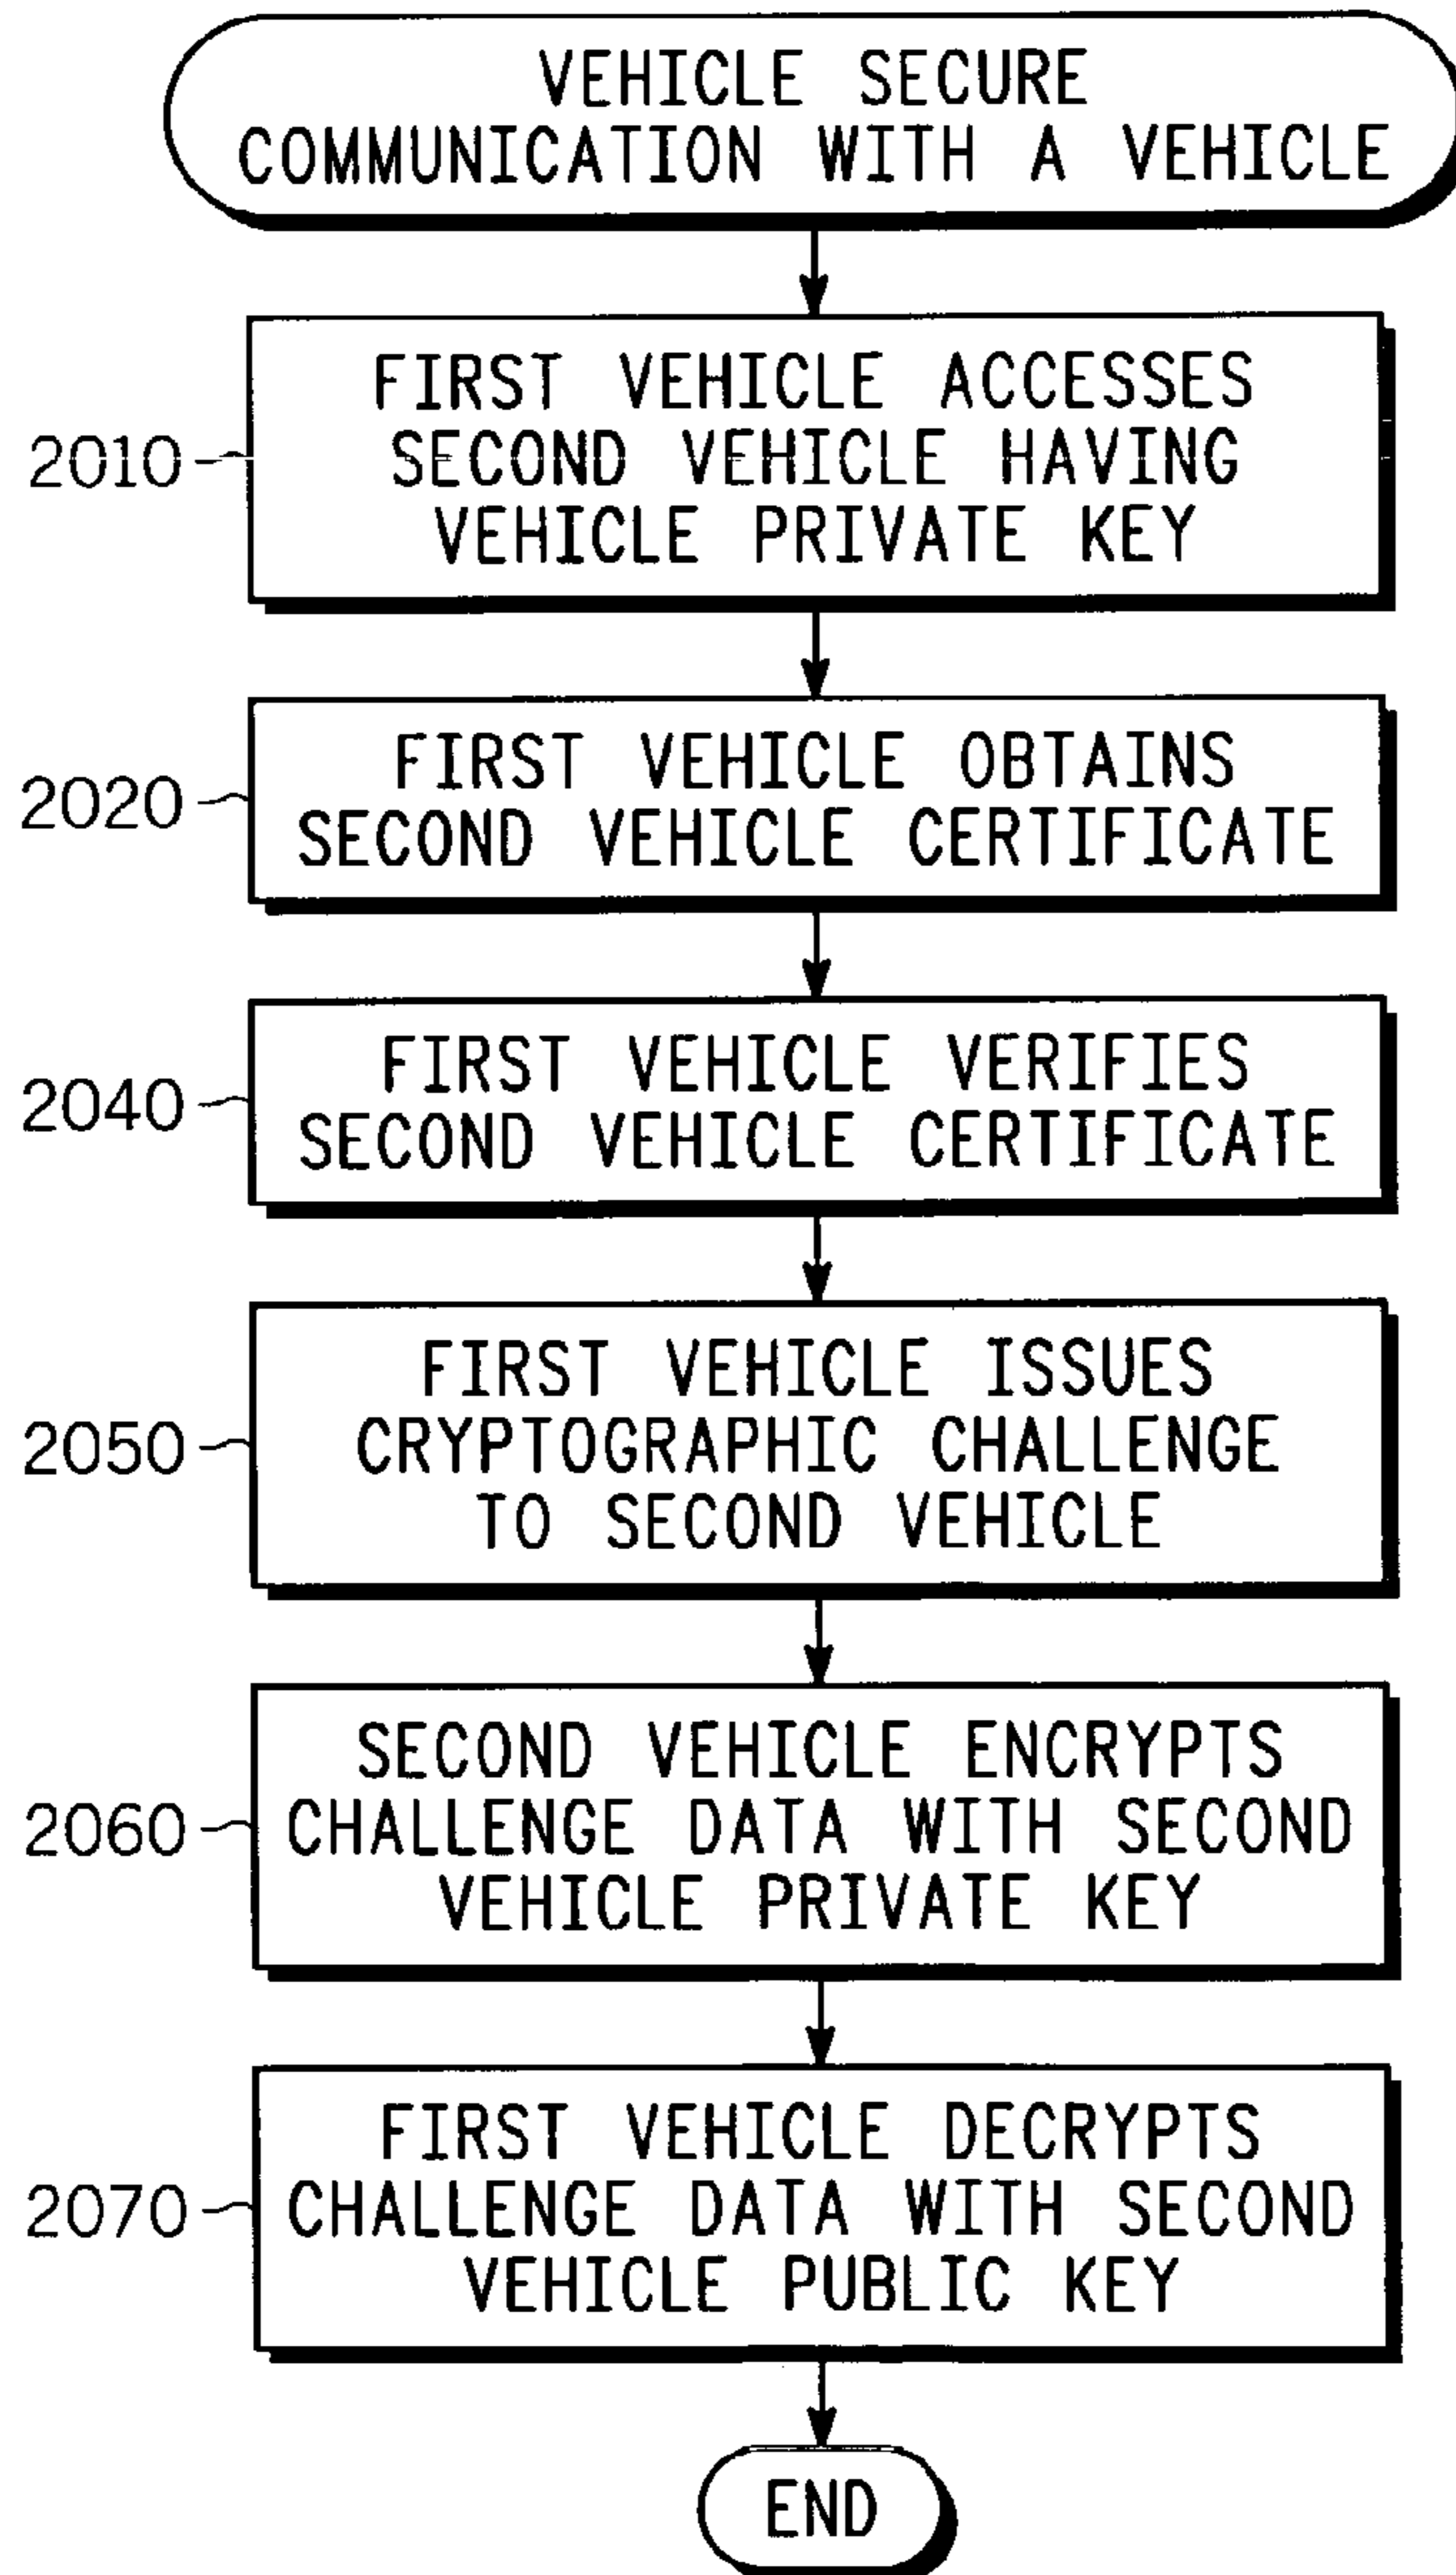 VEHICLE SECURE
COMMUNICATION WITH A VEHICLE
2010
FIRST VEHICLE ACCESSES
SECOND VEHICLE HAVING
VEHICLE PRIVATE KEY
2020
FIRST VEHICLE OBTAINS
SECOND VEHICLE CERTIFICATE
2040
FIRST VEHICLE VERIFIES
SECOND VEHICLE CERTIFICATE
2050
FIRST VEHICLE ISSUES
CRYPTOGRAPHIC CHALLENGE
TO SECOND VEHICLE
2060
SECOND VEHICLE ENCRYPTS
CHALLENGE DATA WITH SECOND
VEHICLE PRIVATE KEY
2070
FIRST VEHICLE DECRYPTS
CHALLENGE DATA WITH SECOND
VEHICLE PUBLIC KEY
END